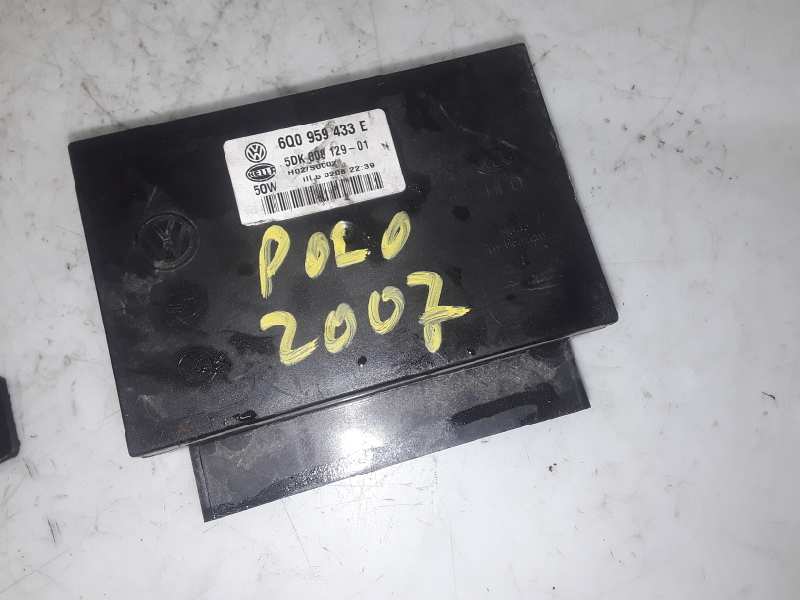 6Q0 959 433 E
5DK 008 129-01
HELLA
50W
POLO
2007